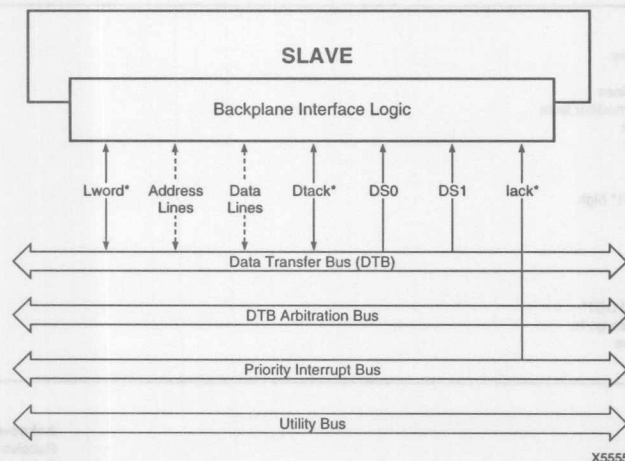 SLAVE
Backplane Interface Logic
Lword* Address Lines Data Lines Dtack* DS0 DS1 Iack*
Data Transfer Bus (DTB)
DTB Arbitration Bus
Priority Interrupt Bus
Utility Bus
X5555